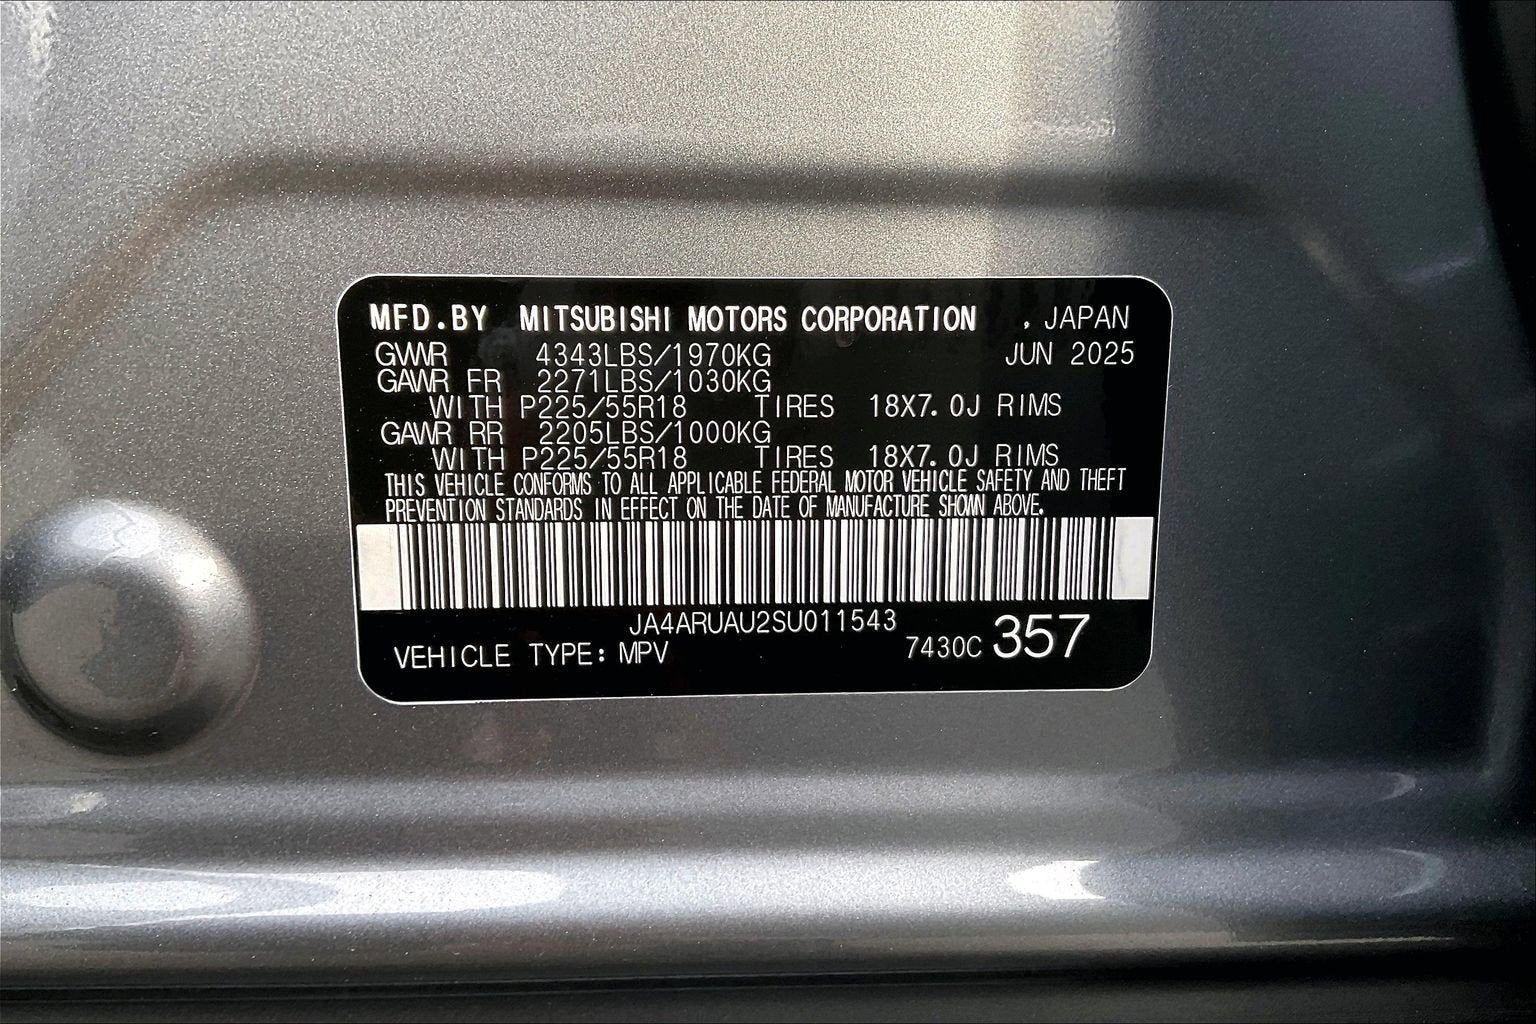 MFD.BY MITSUBISHI MOTORS CORPORATION , JAPAN
GWWR 4343LBS/1970KG JUN 2025
GAWR FR 2271LBS/1030KG
WITH P225/55R18 TIRES 18X7.0J RIMS
GAWR RR 2205LBS/1000KG
WITH P225/55R18 TIRES 18X7.0J RIMS
THIS VEHICLE CONFORMS TO ALL APPLICABLE FEDERAL MOTOR VEHICLE SAFETY AND THEFT
PREVENTION STANDARDS IN EFFECT ON THE DATE OF MANUFACTURE SHOWN ABOVE.
JA4ARUAU2SU011543
VEHICLE TYPE: MPV 7430C 357